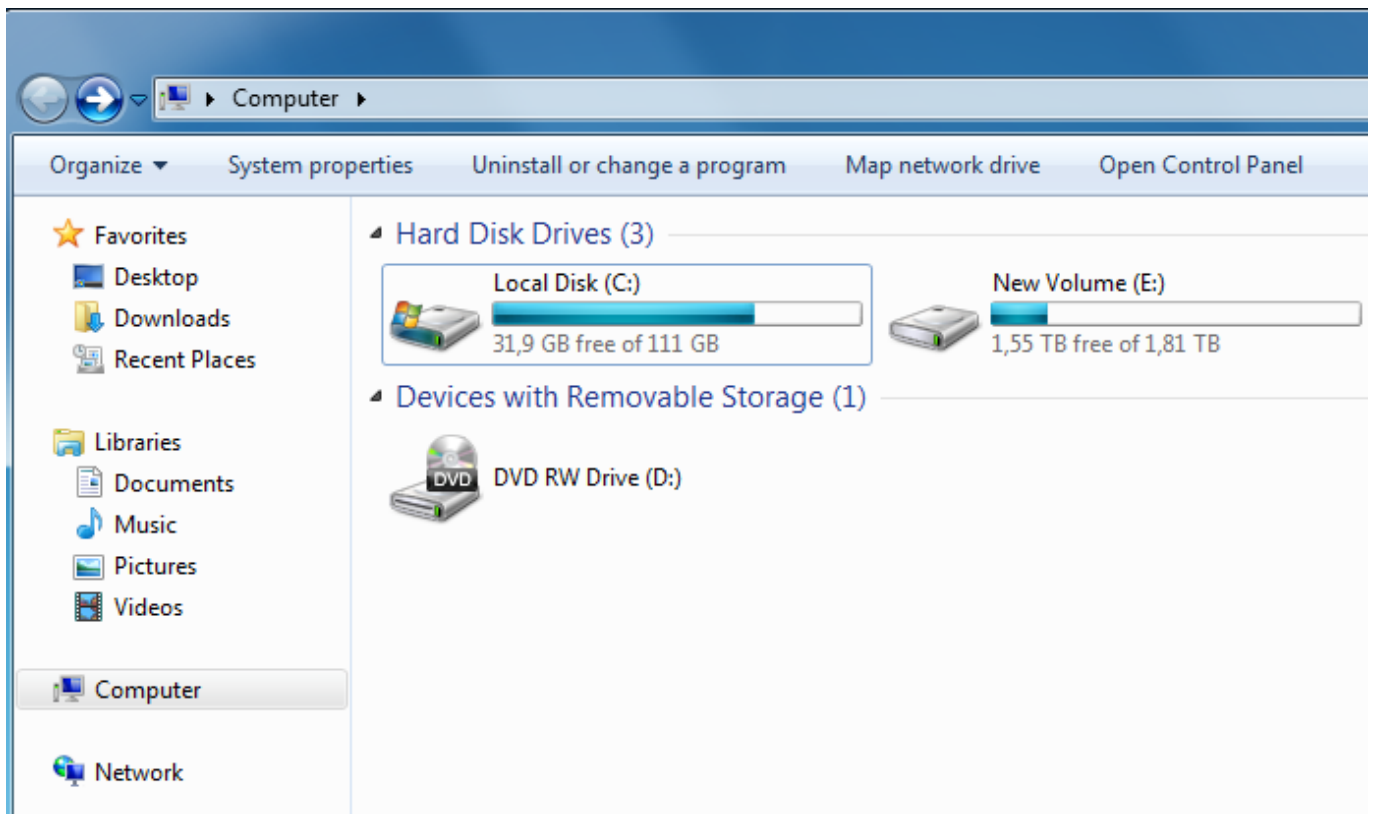 Computer
Organize System properties Uninstall or change a program Map network drive Open Control Panel
Favorites
Desktop
Downloads
Recent Places
Libraries
Documents
Music
Pictures
Videos
Computer
Network
Hard Disk Drives (3)
Local Disk (C:)
31,9 GB free of 111 GB
New Volume (E:)
1,55 TB free of 1,81 TB
Devices with Removable Storage (1)
DVD
DVD RW Drive (D:)